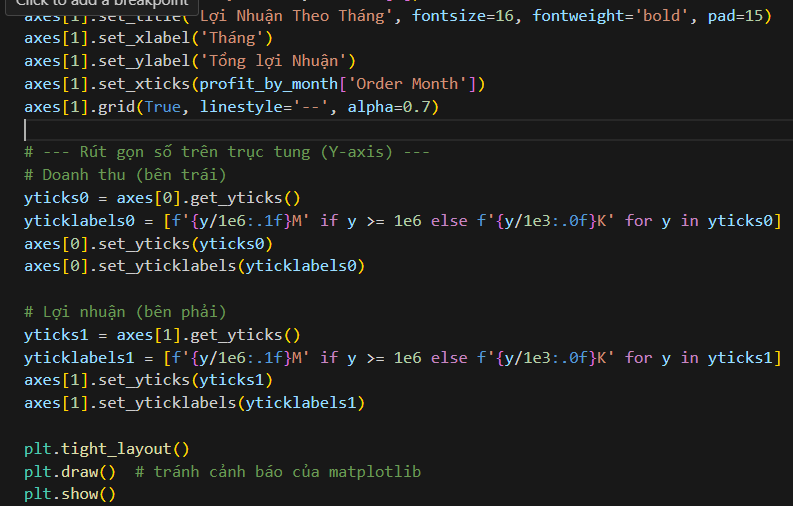 Click to add a breakpoint
axes[1].set_title('Lợi Nhuận Theo Tháng', fontsize=16, fontweight='bold', pad=15)
axes[1].set_xlabel('Tháng')
axes[1].set_ylabel('Tổng lợi Nhuận')
axes[1].set_xticks(profit_by_month['Order Month'])
axes[1].grid(True, linestyle='--', alpha=0.7)
# --- Rút gọn số trên trục tung (Y-axis) ---
# Doanh thu (bên trái)
yticks0 = axes[0].get_yticks()
yticklabels0 = [f'{y/1e6:.1f}M' if y >= 1e6 else f'{y/1e3:.0f}K' for y in yticks0]
axes[0].set_yticks(yticks0)
axes[0].set_yticklabels(yticklabels0)
# Lợi nhuận (bên phải)
yticks1 = axes[1].get_yticks()
yticklabels1 = [f'{y/1e6:.1f}M' if y >= 1e6 else f'{y/1e3:.0f}K' for y in yticks1]
axes[1].set_yticks(yticks1)
axes[1].set_yticklabels(yticklabels1)
plt.tight_layout()
plt.draw()  # tránh cảnh báo của matplotlib
plt.show()